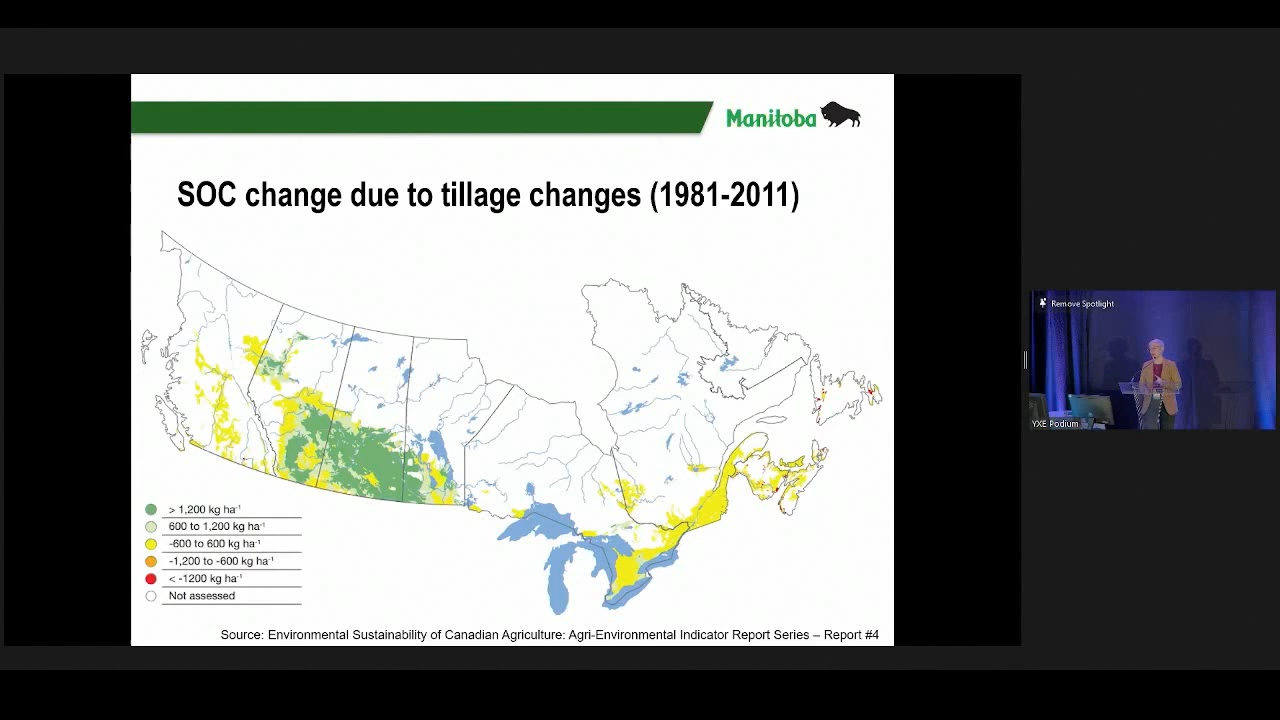 Manitoba
SOC change due to tillage changes (1981-2011)
> 1,200 kg ha-1
600 to 1,200 kg ha-1
-600 to 600 kg ha-1
-1,200 to -600 kg ha-1
< -1200 kg ha-1
Not assessed
Source: Environmental Sustainability of Canadian Agriculture: Agri-Environmental Indicator Report Series – Report #4
Remove Spotlight
YXE Podium